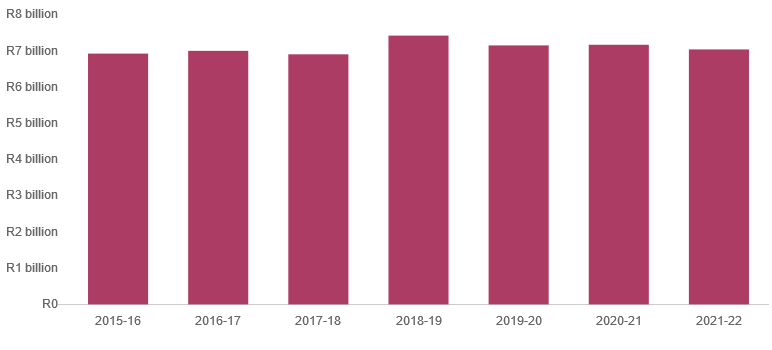 R8 billion
R7 billion
R6 billion
R5 billion
R4 billion
R3 billion
R2 billion
R1 billion
R0
2015-16 2016-17 2017-18 2018-19 2019-20 2020-21 2021-22